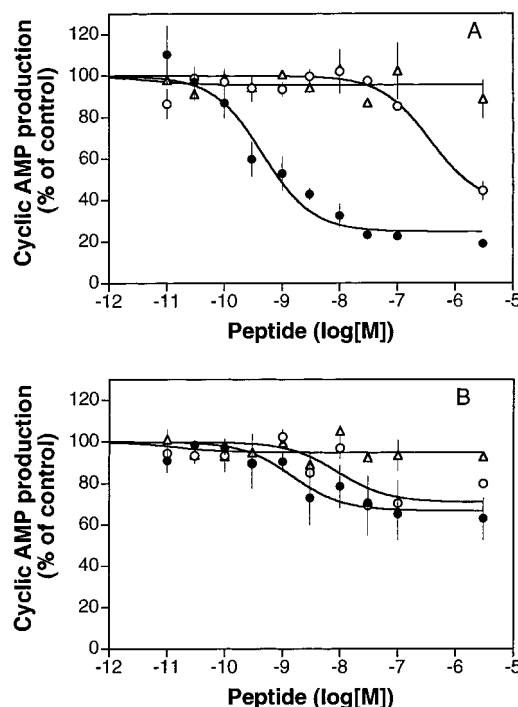 A
Cyclic AMP production
(% of control)
120
100
80
60
40
20
0
-12 -11 -10 -9 -8 -7 -6 -5
Peptide (log[M])
B
Cyclic AMP production
(% of control)
120
100
80
60
40
20
0
-12 -11 -10 -9 -8 -7 -6 -5
Peptide (log[M])